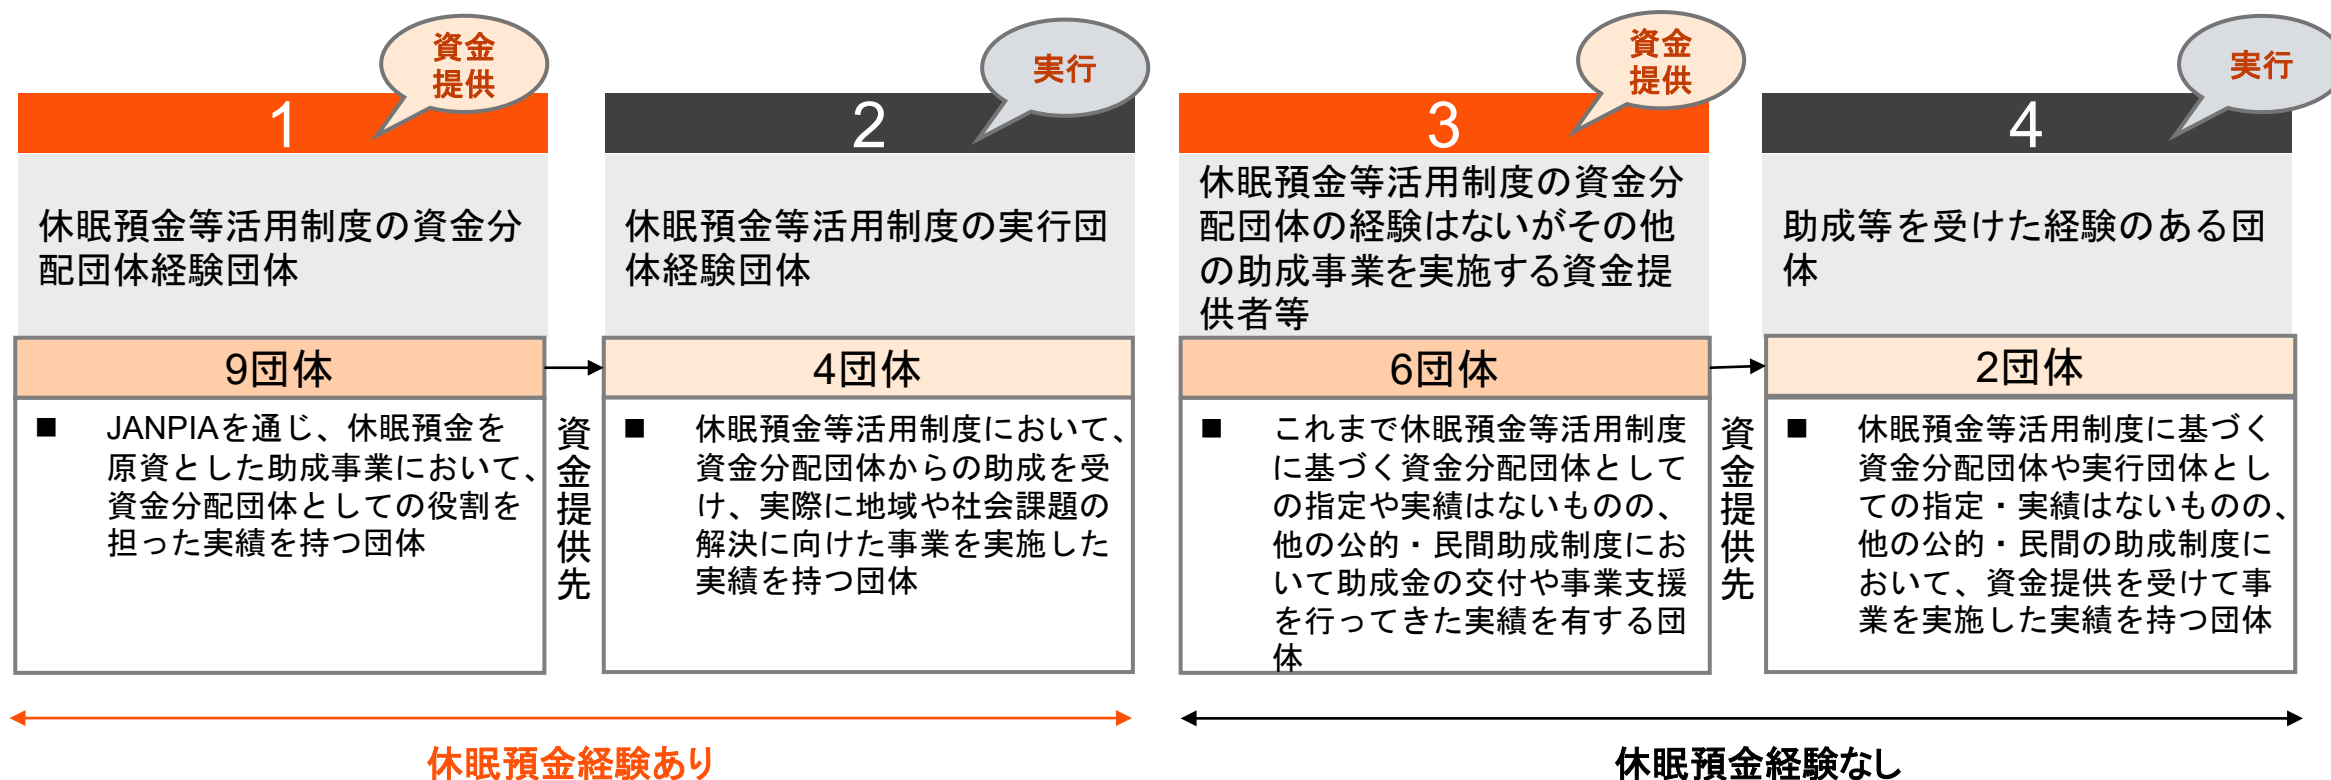 資金
提供
1
休眠預金等活用制度の資金分
配団体経験団体
9団体
■ JANPIAを通じ、休眠預金を
原資とした助成事業において、
資金分配団体としての役割を
担った実績を持つ団体
資金提供先
実行
2
休眠預金等活用制度の実行団
体経験団体
4団体
■ 休眠預金等活用制度において、
資金分配団体からの助成を受
け、実際に地域や社会課題の
解決に向けた事業を実施した
実績を持つ団体
資金
提供
3
休眠預金等活用制度の資金分
配団体の経験はないがその他
の助成事業を実施する資金提
供者等
6団体
■ これまで休眠預金等活用制度
に基づく資金分配団体として
の指定や実績はないものの、
他の公的・民間助成制度にお
いて助成金の交付や事業支援
を行ってきた実績を有する団
体
資金提供先
実行
4
助成等を受けた経験のある団
体
2団体
■ 休眠預金等活用制度に基づく
資金分配団体や実行団体とし
ての指定・実績はないものの、
他の公的・民間の助成制度に
おいて、資金提供を受けて事
業を実施した実績を持つ団体
休眠預金経験あり
休眠預金経験なし